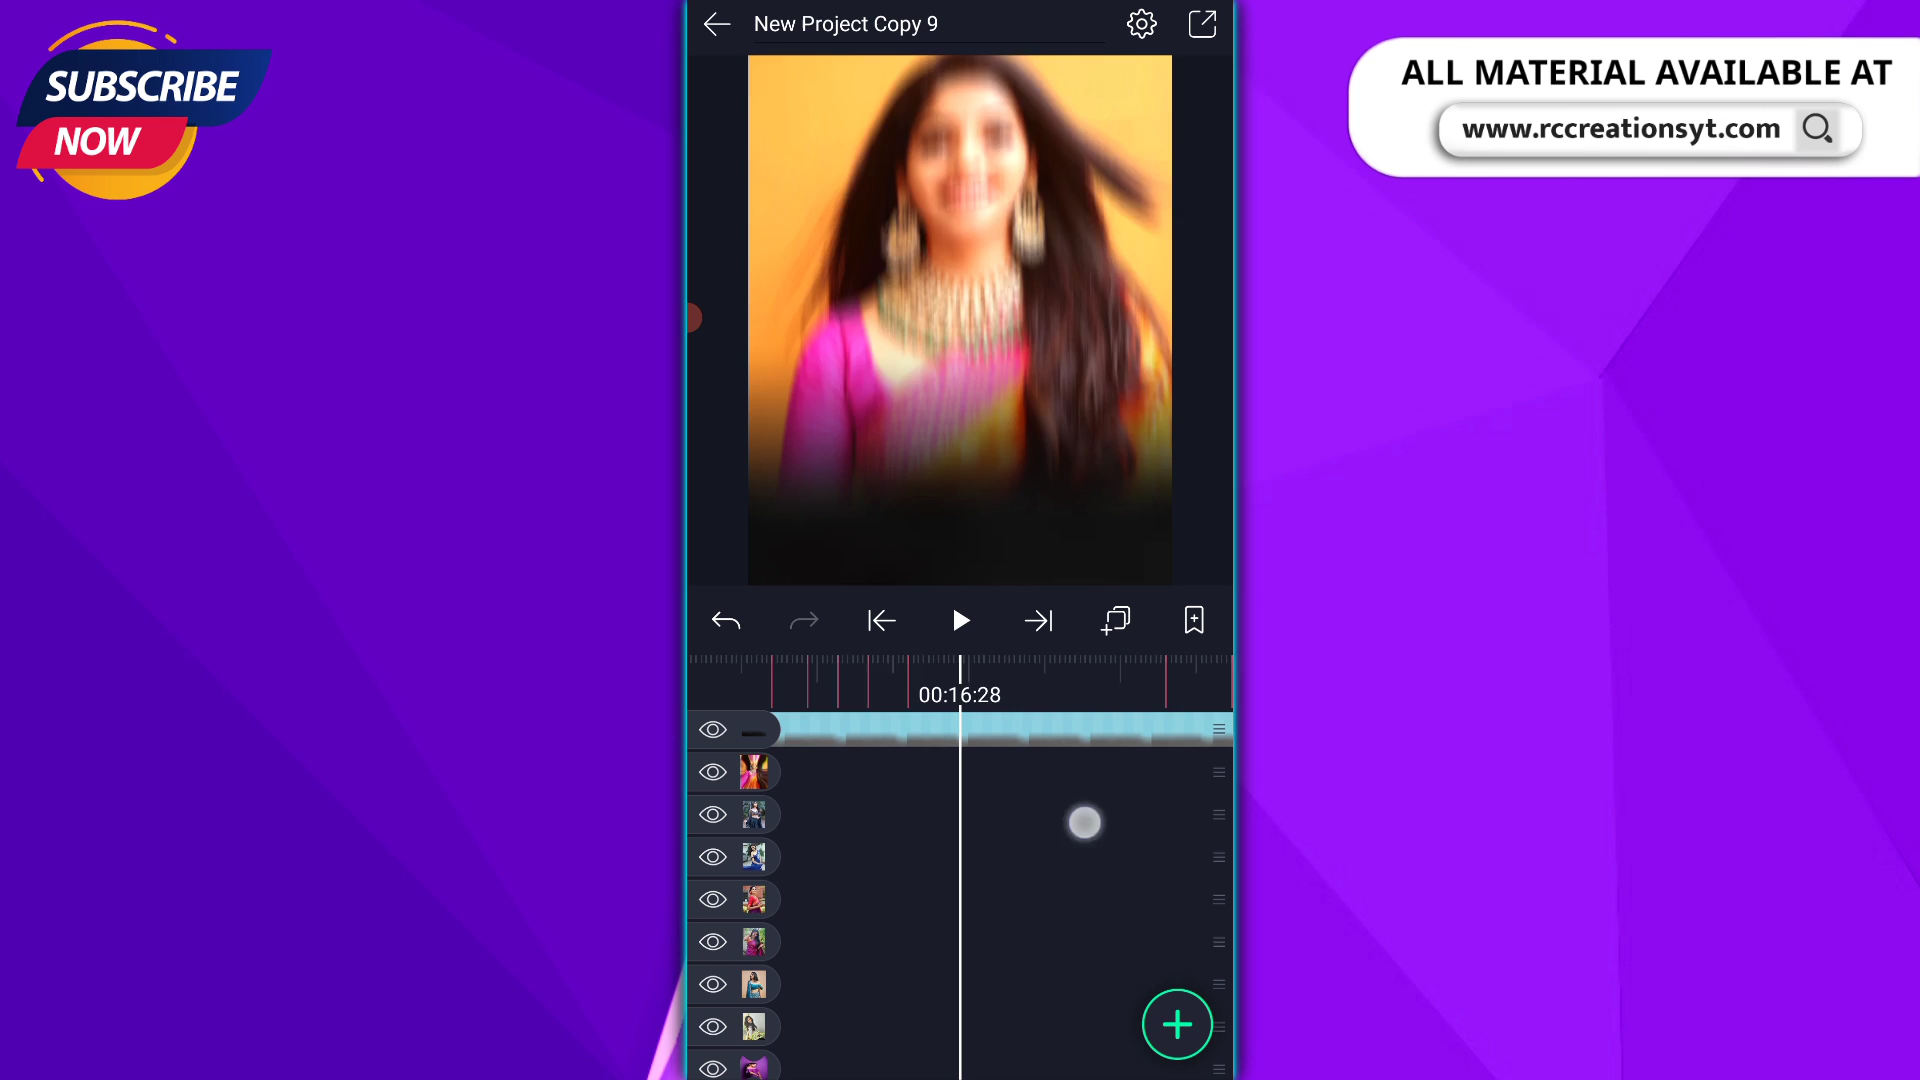 SUBSCRIBE
NOW
New Project Copy 9
ALL MATERIAL AVAILABLE AT
www.rccreationsyt.com
00:16:28